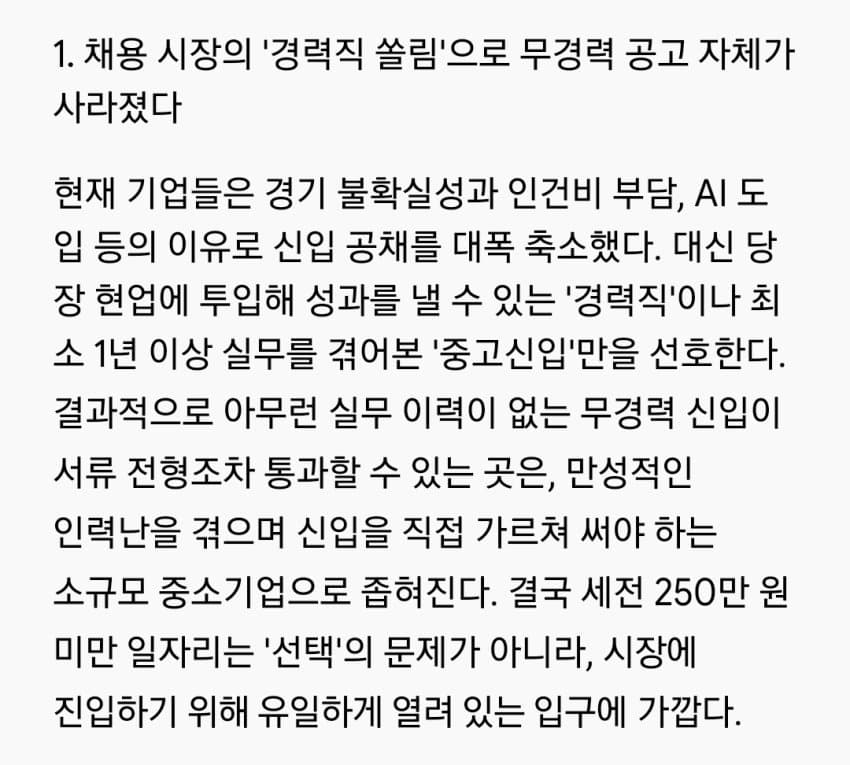 1. 채용 시장의 '경력직 쏠림'으로 무경력 공고 자체가
사라졌다
현재 기업들은 경기 불확실성과 인건비 부담, AI 도
입 등의 이유로 신입 공채를 대폭 축소했다. 대신 당
장 현업에 투입해 성과를 낼 수 있는 '경력직'이나 최
소 1년 이상 실무를 겪어본 '중고신입'만을 선호한다.
결과적으로 아무런 실무 이력이 없는 무경력 신입이
서류 전형조차 통과할 수 있는 곳은, 만성적인
인력난을 겪으며 신입을 직접 가르쳐 써야 하는
소규모 중소기업으로 좁혀진다. 결국 세전 250만 원
미만 일자리는 '선택'의 문제가 아니라, 시장에
진입하기 위해 유일하게 열려 있는 입구에 가깝다.